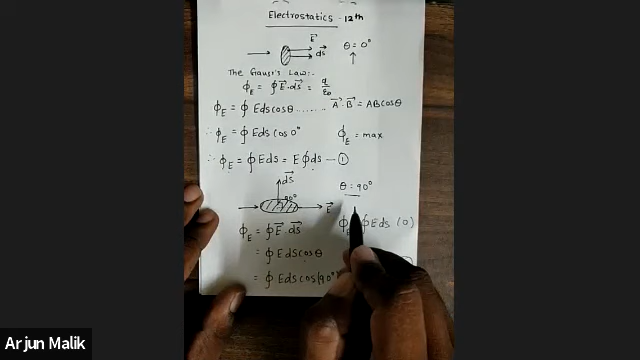 Electrostatics - 12th
E⃗
ds⃗
θ = 0°
The Gauss's Law:-
ϕE = ∮ E⃗ . ds⃗ = q/ε0
ϕE = ∮ Eds cosθ ........ A⃗ . B⃗ = AB cosθ
∴ ϕE = ∮ Eds cos 0°
ϕE = max
∴ ϕE = ∮ Eds = E ∮ ds — ①
ds⃗
90°
E⃗
θ = 90°
ϕE = ∮ E⃗ . ds⃗
ϕE ∮ Eds (0)
= ∮ Eds cosθ
= ∮ Eds cos(90°
Arjun Malik